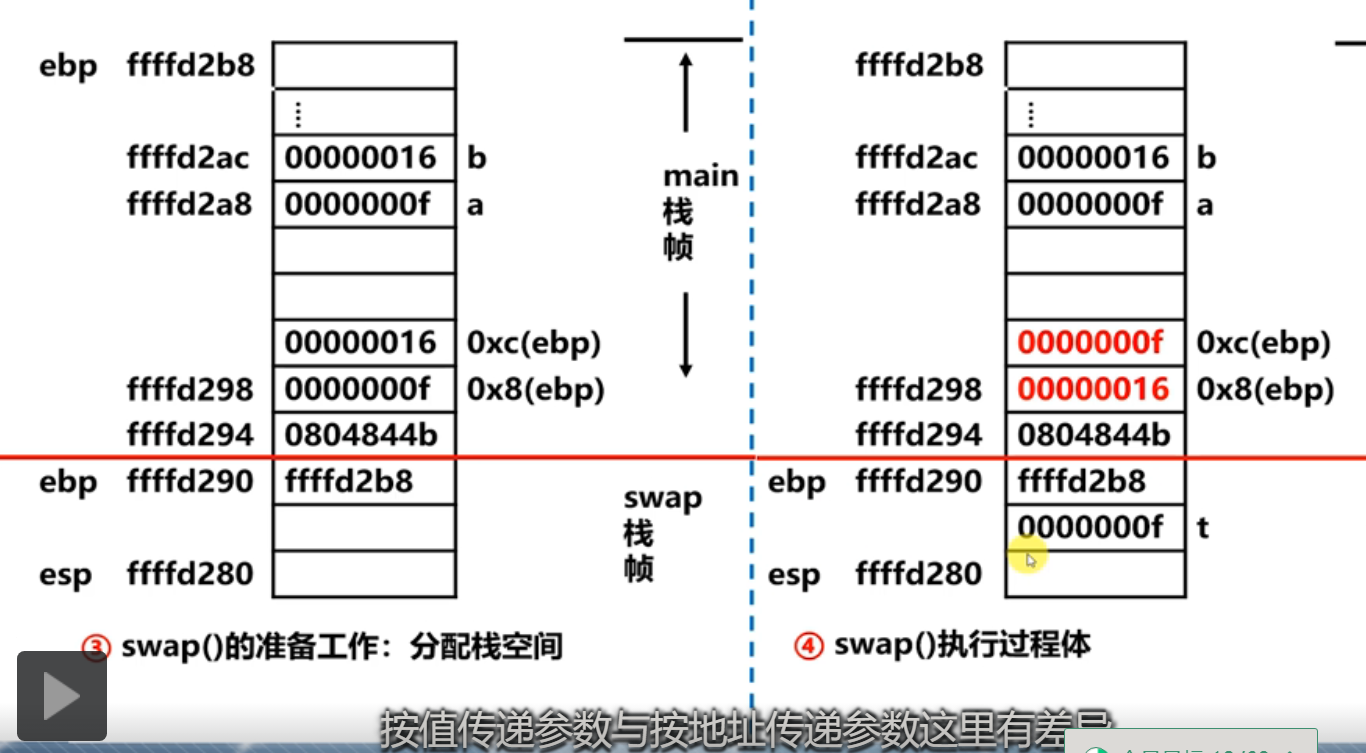 ebp ffffd2b8
⋮
ffffd2ac 00000016 b
ffffd2a8 0000000f a
00000016 0xc(ebp)
ffffd298 0000000f 0x8(ebp)
ffffd294 0804844b
ebp ffffd290 ffffd2b8
esp ffffd280
main
栈
帧
swap
栈
帧
③ swap()的准备工作：分配栈空间
ffffd2b8
⋮
ffffd2ac 00000016 b
ffffd2a8 0000000f a
0000000f 0xc(ebp)
ffffd298 00000016 0x8(ebp)
ffffd294 0804844b
ebp ffffd290 ffffd2b8
0000000f t
esp ffffd280
④ swap()执行过程体
按值传递参数与按地址传递参数这里有差异